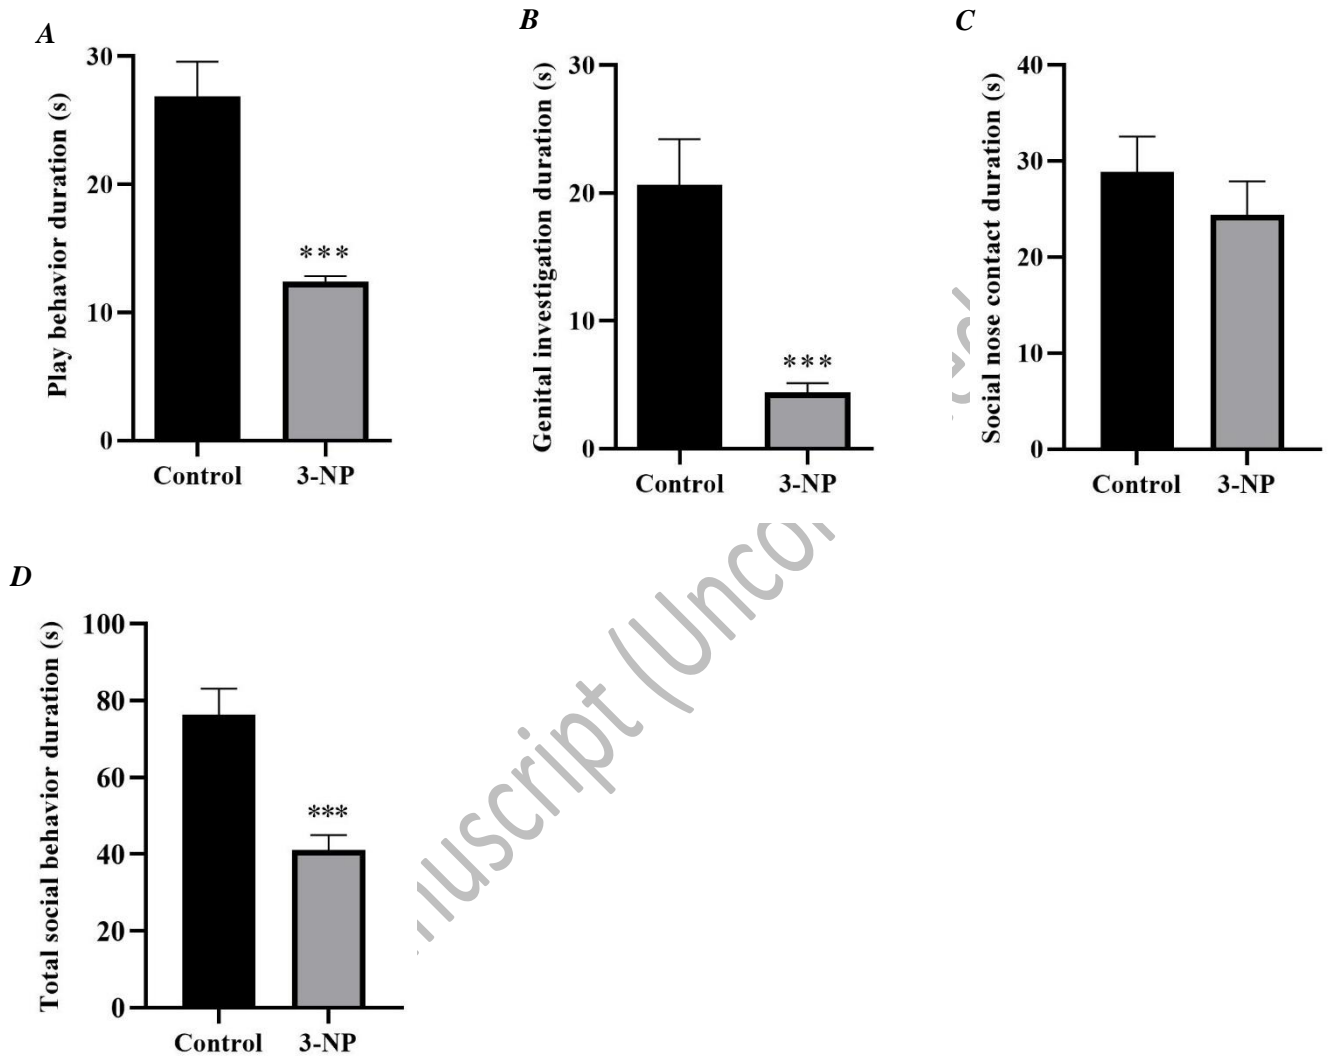 A
Play behavior duration (s)
30
20
10
0
***
Control 3-NP
B
Genital investigation duration (s)
30
20
10
0
***
Control 3-NP
C
Social nose contact duration (s)
40
30
20
10
0
Control 3-NP
D
Total social behavior duration (s)
100
80
60
40
20
0
***
Control 3-NP
nuscript (Uncor